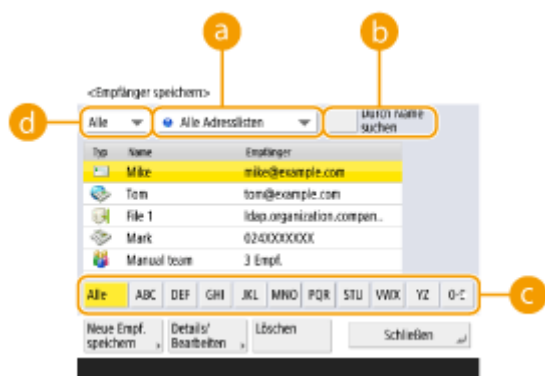 a
b
<Empfänger speichern>
d
Alle
Alle Adresslisten
Durch Name
suchen
Typ Name Empfänger
Mike mike@example.com
Tom tom@example.com
File 1 ldap.organization.compan..
Mark 024XXXXXXX
Manual team 3 Empf.
Alle ABC DEF GHI JKL MNO PQR STU VWX YZ
c
Neue Empf.
speichern
Details/
Bearbeiten
Löschen
Schließen